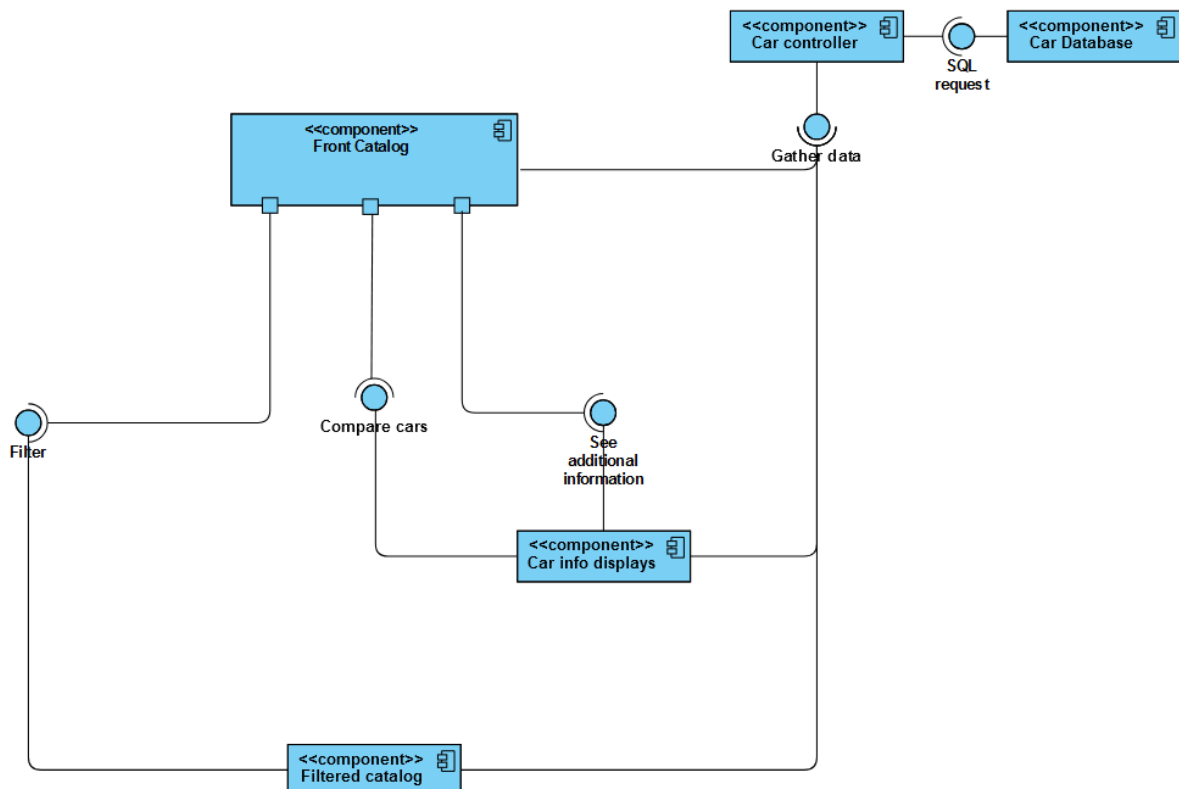 <<component>>
Car controller
<<component>>
Car Database
SQL
request
<<component>>
Front Catalog
Gather data
Filter
Compare cars
See
additional
information
<<component>>
Car info displays
<<component>>
Filtered catalog